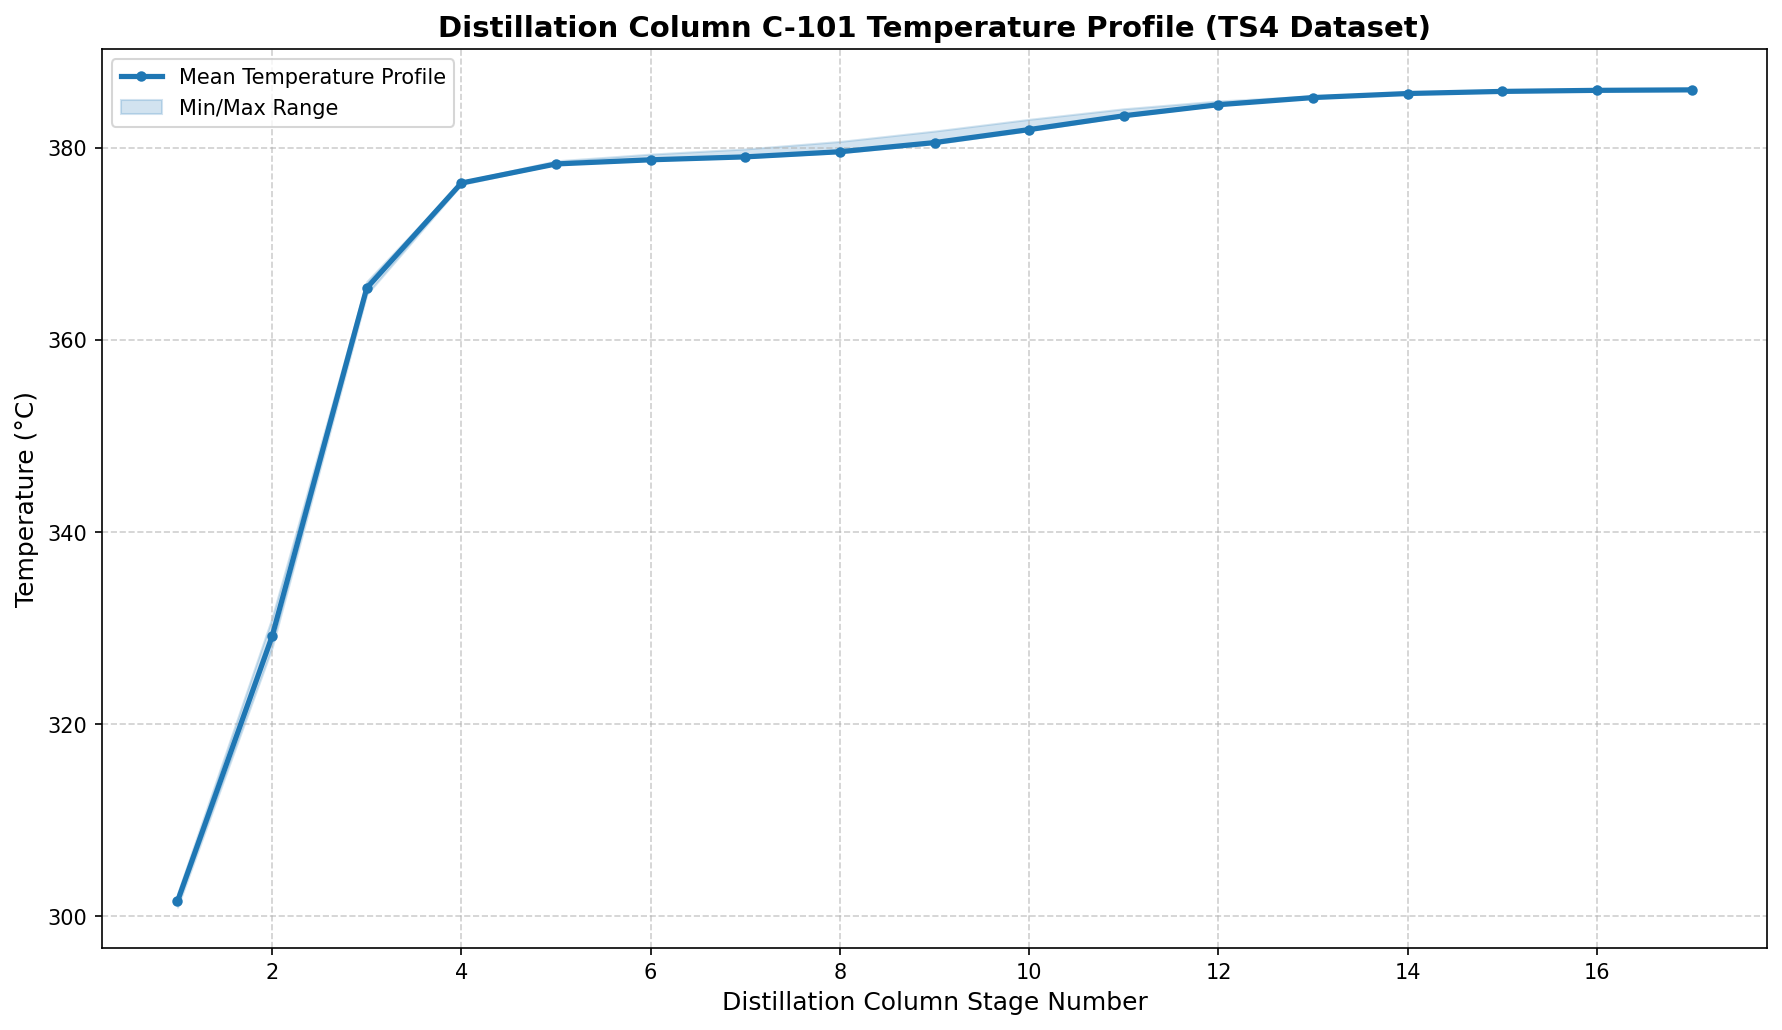 Distillation Column C-101 Temperature Profile (TS4 Dataset)
Mean Temperature Profile
Min/Max Range
Temperature (°C)
380
360
340
320
300
2 4 6 8 10 12 14 16
Distillation Column Stage Number